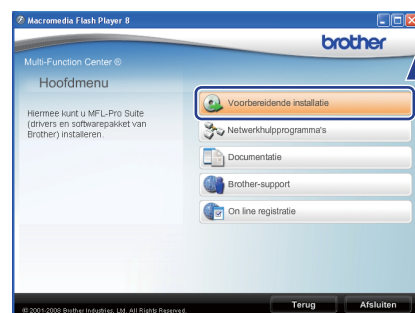 Macromedia Flash Player 8
brother
Multi-Function Center ®
Hoofdmenu
Hiermee kunt u MFL-Pro Suite
(drivers en softwarepakket van
Brother) installeren.
Voorbereidende installatie
Netwerkhulpprogramma's
Documentatie
Brother-support
On line registratie
© 2001-2008 Brother Industries, Ltd. All Rights Reserved.
Terug
Afsluiten